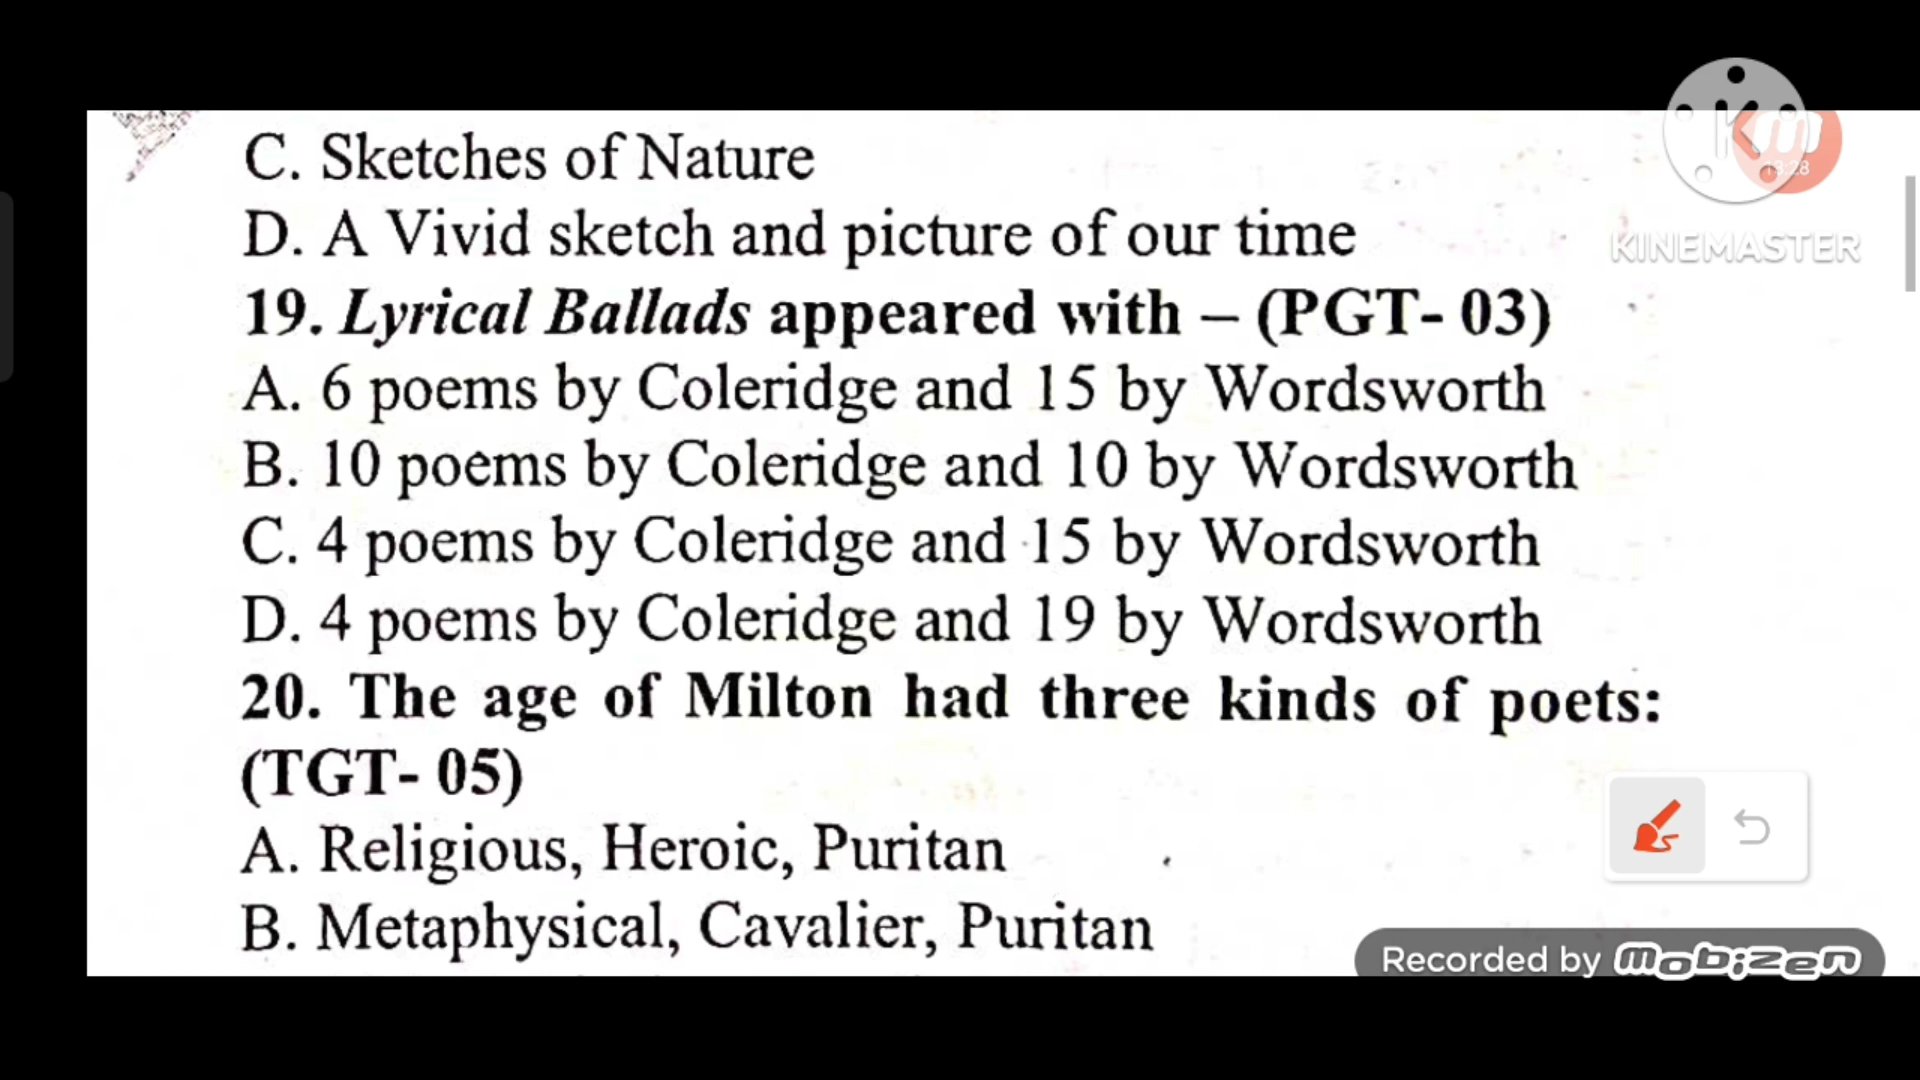 C. Sketches of Nature
D. A Vivid sketch and picture of our time
19. Lyrical Ballads appeared with – (PGT- 03)
A. 6 poems by Coleridge and 15 by Wordsworth
B. 10 poems by Coleridge and 10 by Wordsworth
C. 4 poems by Coleridge and 15 by Wordsworth
D. 4 poems by Coleridge and 19 by Wordsworth
20. The age of Milton had three kinds of poets:
(TGT- 05)
A. Religious, Heroic, Puritan
B. Metaphysical, Cavalier, Puritan
K
m
13:28
KINEMASTER
Recorded by mobizen